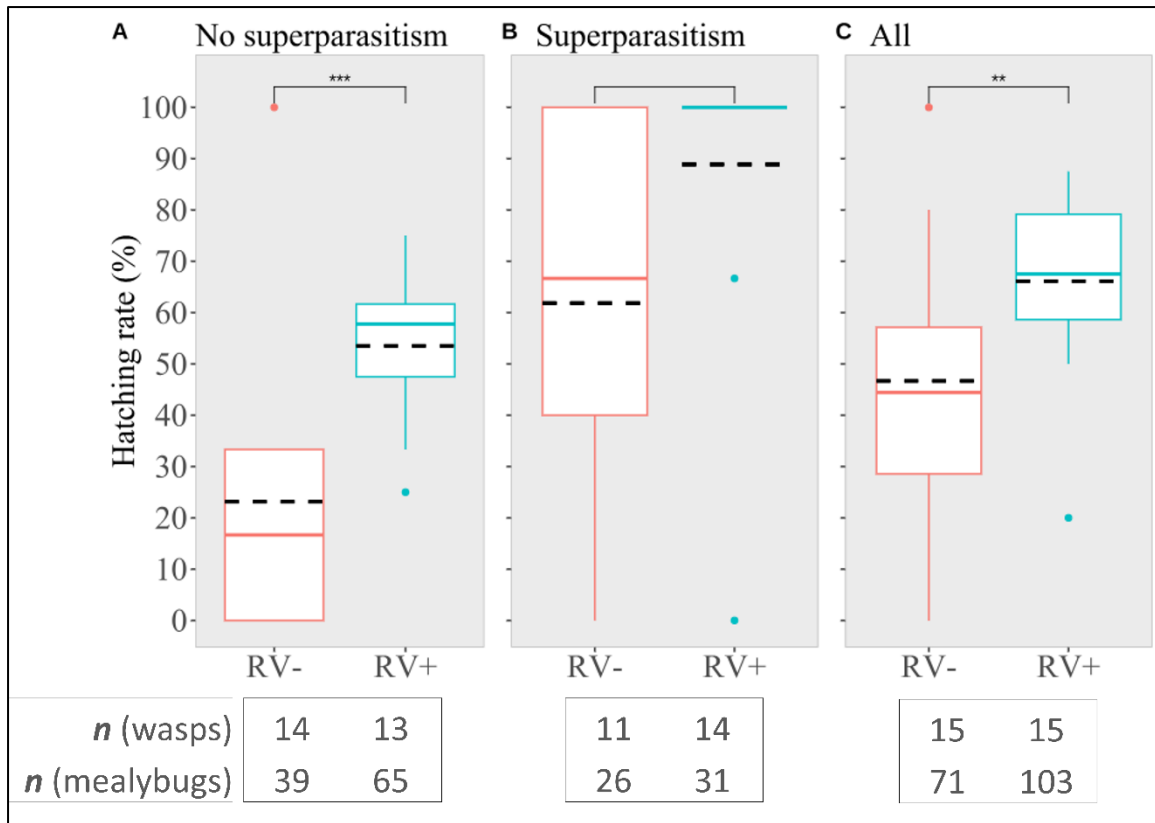 A No superparasitism B Superparasitism C All
*** **
Hatching rate (%)
100
90
80
70
60
50
40
30
20
10
0
RV- RV+ RV- RV+ RV- RV+
n (wasps) 14 13 11 14 15 15
n (mealybugs) 39 65 26 31 71 103